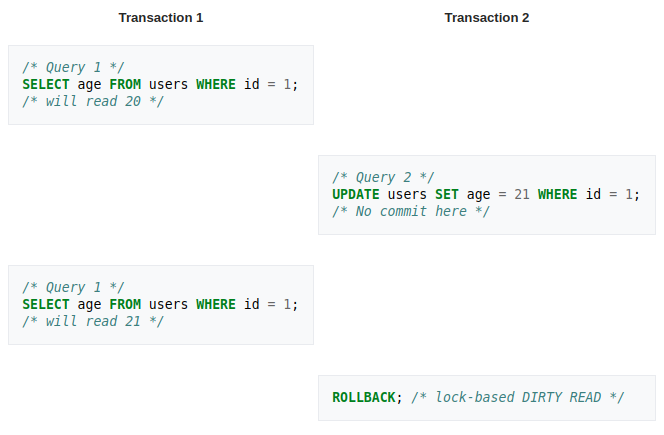 Transaction 1
Transaction 2
/* Query 1 */
SELECT age FROM users WHERE id = 1;
/* will read 20 */
/* Query 2 */
UPDATE users SET age = 21 WHERE id = 1;
/* No commit here */
/* Query 1 */
SELECT age FROM users WHERE id = 1;
/* will read 21 */
ROLLBACK; /* lock-based DIRTY READ */